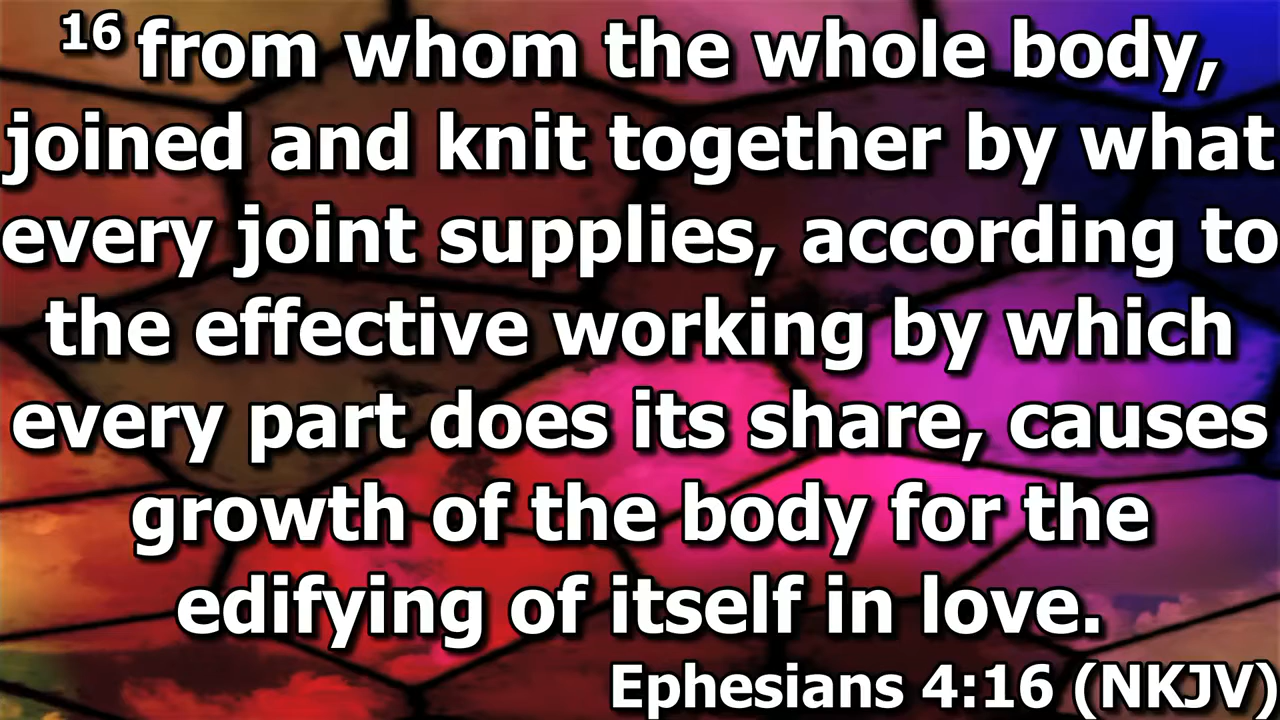 16 from whom the whole body,
joined and knit together by what
every joint supplies, according to
the effective working by which
every part does its share, causes
growth of the body for the
edifying of itself in love.
Ephesians 4:16 (NKJV)